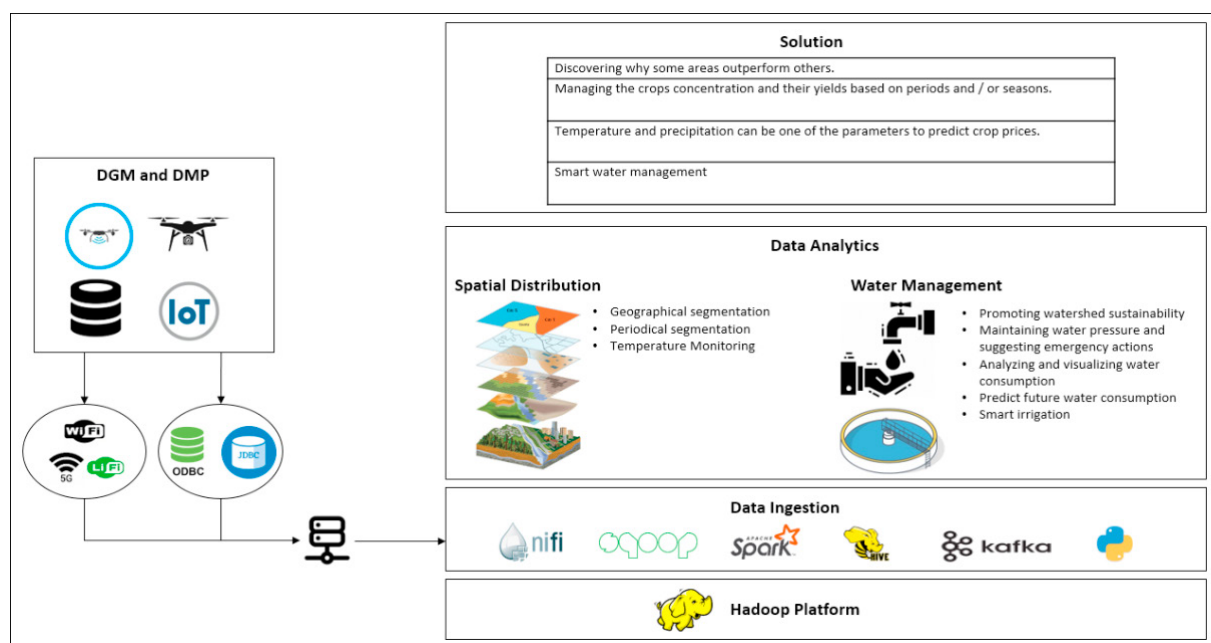 Solution
Discovering why some areas outperform others.
Managing the crops concentration and their yields based on periods and / or seasons.
Temperature and precipitation can be one of the parameters to predict crop prices.
Smart water management
DGM and DMP
IoT
WiFi
5G
LiFi
ODBC
JDBC
Data Analytics
Spatial Distribution
• Geographical segmentation
• Periodical segmentation
• Temperature Monitoring
Water Management
• Promoting watershed sustainability
• Maintaining water pressure and
suggesting emergency actions
• Analyzing and visualizing water
consumption
• Predict future water consumption
• Smart irrigation
Data Ingestion
nifi
sqoop
APACHE
Spark
HIVE
kafka
Hadoop Platform